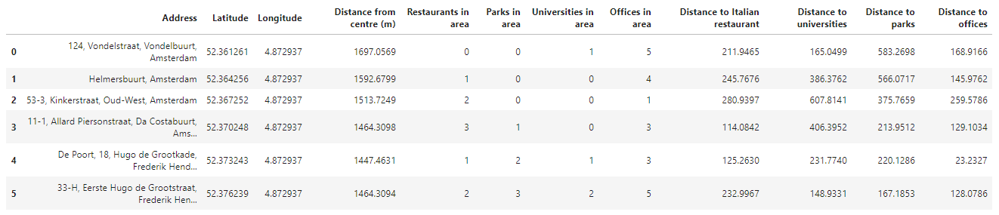 Address Latitude Longitude Distance from centre (m) Restaurants in area Parks in area Universities in area Offices in area Distance to Italian restaurant Distance to universities Distance to parks Distance to offices
0 124, Vondelstraat, Vondelbuurt, Amsterdam 52.361261 4.872937 1697.0569 0 0 1 5 211.9465 165.0499 583.2698 168.9166
1 Helmersbuurt, Amsterdam 52.364256 4.872937 1592.6799 1 0 0 4 245.7676 386.3762 566.0717 145.9762
2 53-3, Kinkerstraat, Oud-West, Amsterdam 52.367252 4.872937 1513.7249 2 0 0 1 280.9397 607.8141 375.7659 259.5786
3 11-1, Allard Piersonstraat, Da Costabuurt, Ams... 52.370248 4.872937 1464.3098 3 1 0 3 114.0842 406.3952 213.9512 129.1034
4 De Poort, 18, Hugo de Grootkade, Frederik Hend... 52.373243 4.872937 1447.4631 1 2 1 3 125.2630 231.7740 220.1286 23.2327
5 33-H, Eerste Hugo de Grootstraat, Frederik Hen... 52.376239 4.872937 1464.3094 2 3 2 5 232.9967 148.9331 167.1853 128.0786